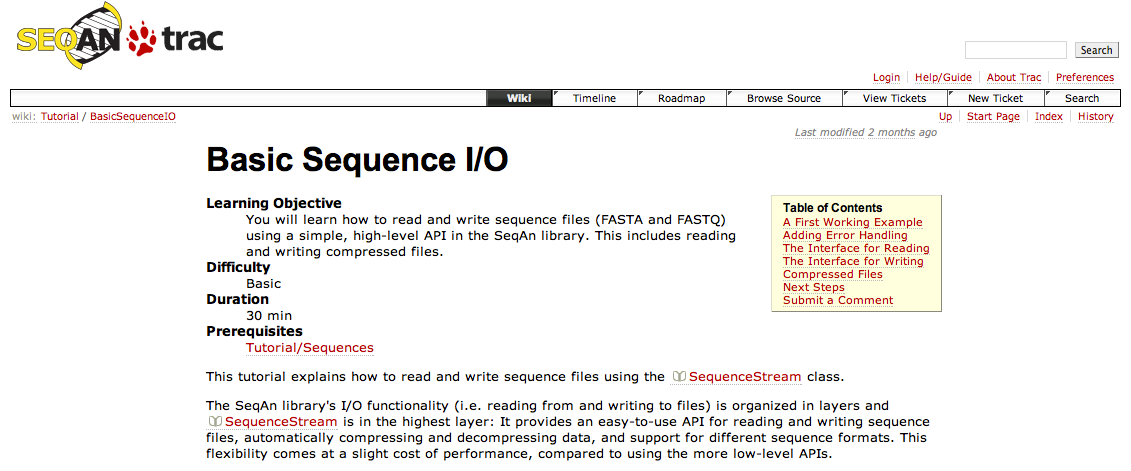 SEQAN trac
Search
Login Help/Guide About Trac Preferences
Wiki Timeline Roadmap Browse Source View Tickets New Ticket Search
wiki: Tutorial / BasicSequenceIO
Up Start Page Index History
Last modified 2 months ago
Basic Sequence I/O
Learning Objective
You will learn how to read and write sequence files (FASTA and FASTQ)
using a simple, high-level API in the SeqAn library. This includes reading
and writing compressed files.
Difficulty
Basic
Duration
30 min
Prerequisites
Tutorial/Sequences
Table of Contents
A First Working Example
Adding Error Handling
The Interface for Reading
The Interface for Writing
Compressed Files
Next Steps
Submit a Comment
This tutorial explains how to read and write sequence files using the SequenceStream class.
The SeqAn library's I/O functionality (i.e. reading from and writing to files) is organized in layers and
SequenceStream is in the highest layer: It provides an easy-to-use API for reading and writing sequence
files, automatically compressing and decompressing data, and support for different sequence formats. This
flexibility comes at a slight cost of performance, compared to using the more low-level APIs.